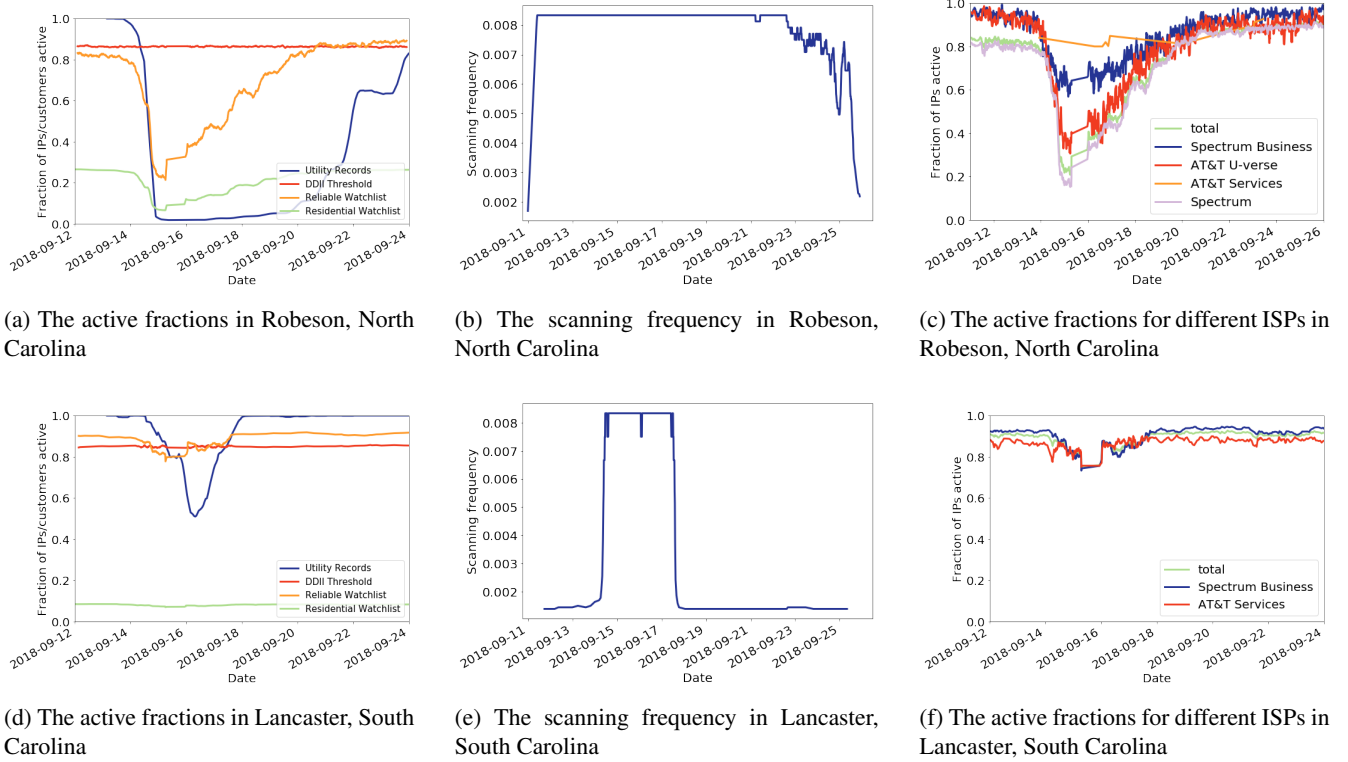 1.0
0.8
0.6
0.4
0.2
0.0
Fraction of IPs/customers active
Utility Records
DDII Threshold
Reliable Watchlist
Residential Watchlist
2018-09-12
2018-09-14
2018-09-16
2018-09-18
2018-09-20
2018-09-22
2018-09-24
Date
(a) The active fractions in Robeson, North
Carolina
0.008
0.007
0.006
0.005
0.004
0.003
0.002
Scanning frequency
2018-09-11
2018-09-13
2018-09-15
2018-09-17
2018-09-19
2018-09-21
2018-09-23
2018-09-25
Date
(b) The scanning frequency in Robeson,
North Carolina
1.0
0.8
0.6
0.4
0.2
0.0
Fraction of IPs active
total
Spectrum Business
AT&T U-verse
AT&T Services
Spectrum
2018-09-12
2018-09-14
2018-09-16
2018-09-18
2018-09-20
2018-09-22
2018-09-24
2018-09-26
Date
(c) The active fractions for different ISPs in
Robeson, North Carolina
1.0
0.8
0.6
0.4
0.2
0.0
Fraction of IPs/customers active
Utility Records
DDII Threshold
Reliable Watchlist
Residential Watchlist
2018-09-12
2018-09-14
2018-09-16
2018-09-18
2018-09-20
2018-09-22
2018-09-24
Date
(d) The active fractions in Lancaster, South
Carolina
0.008
0.007
0.006
0.005
0.004
0.003
0.002
Scanning frequency
2018-09-11
2018-09-13
2018-09-15
2018-09-17
2018-09-19
2018-09-21
2018-09-23
2018-09-25
Date
(e) The scanning frequency in Lancaster,
South Carolina
1.0
0.8
0.6
0.4
0.2
0.0
Fraction of IPs active
total
Spectrum Business
AT&T Services
2018-09-12
2018-09-14
2018-09-16
2018-09-18
2018-09-20
2018-09-22
2018-09-24
Date
(f) The active fractions for different ISPs in
Lancaster, South Carolina